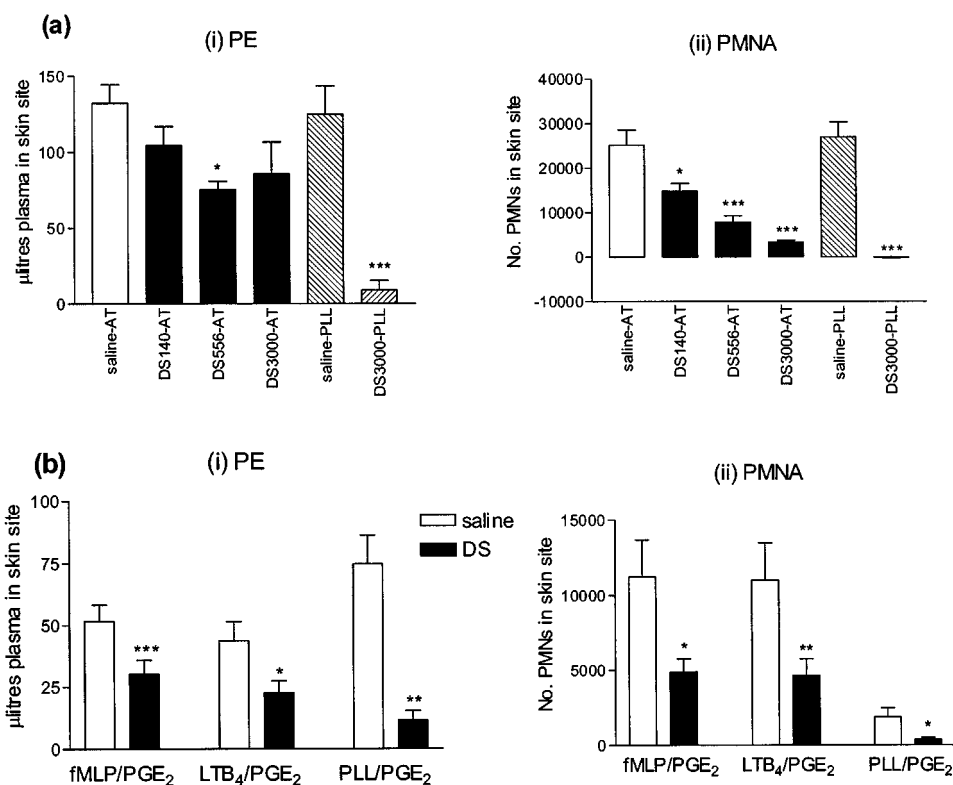 (a)
(i) PE
μlitres plasma in skin site
150
100
50
0
*
***
saline-AT
DS140-AT
DS556-AT
DS3000-AT
saline-PLL
DS3000-PLL
(ii) PMNA
No. PMNs in skin site
40000
30000
20000
10000
0
-10000
*
***
***
***
saline-AT
DS140-AT
DS556-AT
DS3000-AT
saline-PLL
DS3000-PLL
(b)
(i) PE
μlitres plasma in skin site
100
75
50
25
0
***
*
**
fMLP/PGE₂
LTB₄/PGE₂
PLL/PGE₂
saline
DS
(ii) PMNA
No. PMNs in skin site
15000
10000
5000
0
*
**
*
fMLP/PGE₂
LTB₄/PGE₂
PLL/PGE₂